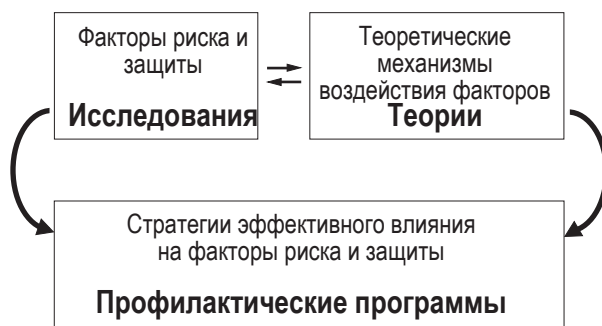 Факторы риска и
защиты
Исследования
Теоретические
механизмы
воздействия факторов
Теории
Стратегии эффективного влияния
на факторы риска и защиты
Профилактические программы